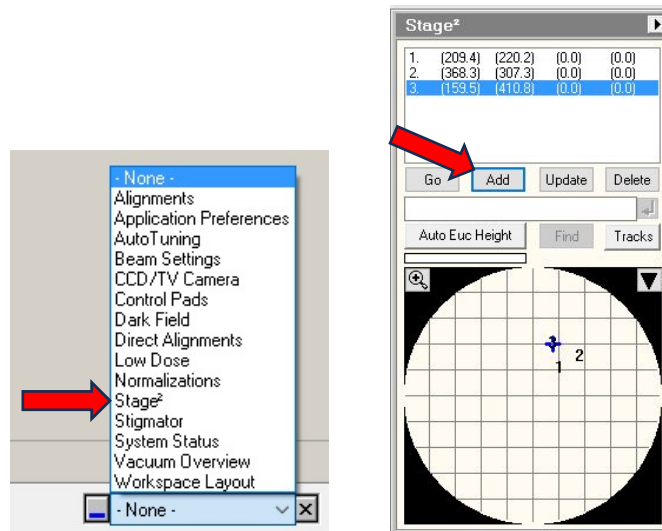 - None -
Alignments
Application Preferences
AutoTuning
Beam Settings
CCD/TV Camera
Control Pads
Dark Field
Direct Alignments
Low Dose
Normalizations
Stage²
Stigmator
System Status
Vacuum Overview
Workspace Layout
- None -
Stage²
1. (209.4) (220.2) (0.0) (0.0)
2. (368.3) (307.3) (0.0) (0.0)
3. (159.5) (410.8) (0.0) (0.0)
Go Add Update Delete
Auto Euc Height Find Tracks
2
1